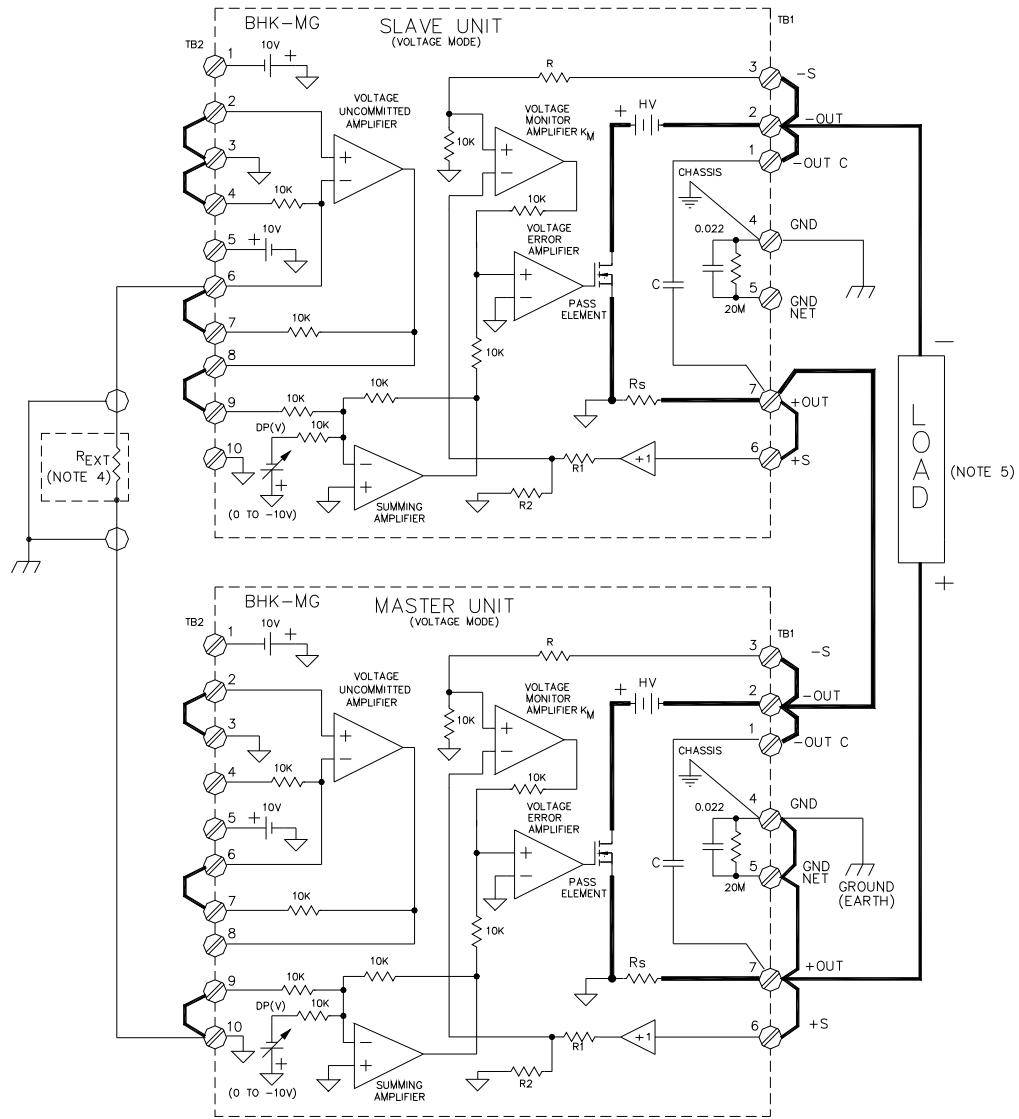 BHK-MG
SLAVE UNIT
(VOLTAGE MODE)
TB1
TB2
1
10V
+
2
VOLTAGE
UNCOMMITTED
AMPLIFIER
+
−
3
4
10K
5
+
10V
6
7
10K
8
9
10K
10K
DP(V)
10K
10
+
(0 TO -10V)
−
+
SUMMING
AMPLIFIER
R
10K
VOLTAGE
MONITOR
AMPLIFIER KM
+
−
10K
VOLTAGE
ERROR
AMPLIFIER
+
−
PASS
ELEMENT
10K
+
HV
3
-S
2
-OUT
1
-OUT C
CHASSIS
4
GND
0.022
5
GND
NET
20M
C
Rs
7
+OUT
6
+S
+1
R1
R2
REXT
(NOTE 4)
−
LOAD
(NOTE 5)
+
BHK-MG
MASTER UNIT
(VOLTAGE MODE)
TB1
TB2
1
10V
+
2
VOLTAGE
UNCOMMITTED
AMPLIFIER
+
−
3
4
10K
5
+
10V
6
7
10K
8
9
10K
10K
DP(V)
10K
10
+
(0 TO -10V)
−
+
SUMMING
AMPLIFIER
R
10K
VOLTAGE
MONITOR
AMPLIFIER KM
+
−
10K
VOLTAGE
ERROR
AMPLIFIER
+
−
PASS
ELEMENT
10K
+
HV
3
-S
2
-OUT
1
-OUT C
CHASSIS
4
GND
0.022
5
GND
NET
20M
GROUND
(EARTH)
C
Rs
7
+OUT
6
+S
+1
R1
R2